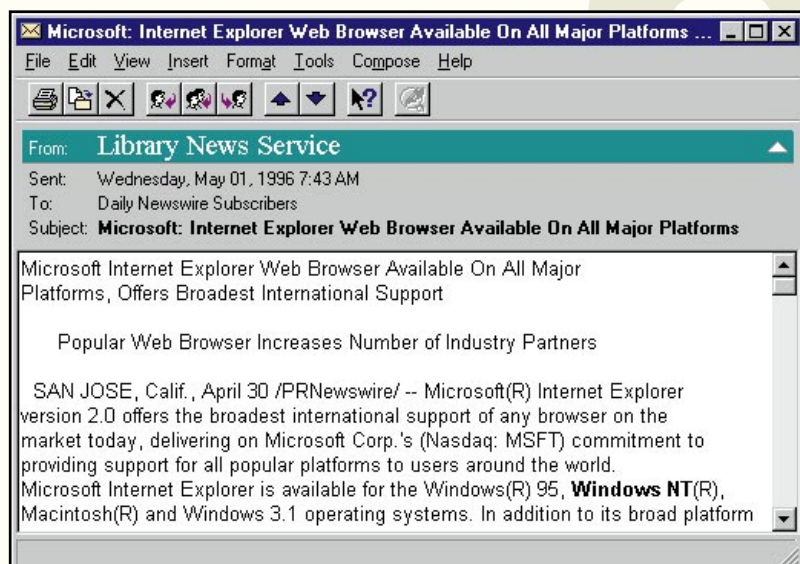 Microsoft: Internet Explorer Web Browser Available On All Major Platforms ...
File Edit View Insert Format Tools Compose Help
From: Library News Service
Sent: Wednesday, May 01, 1996 7:43 AM
To: Daily Newswire Subscribers
Subject: Microsoft: Internet Explorer Web Browser Available On All Major Platforms
Microsoft Internet Explorer Web Browser Available On All Major
Platforms, Offers Broadest International Support
Popular Web Browser Increases Number of Industry Partners
SAN JOSE, Calif., April 30 /PRNewswire/ -- Microsoft(R) Internet Explorer
version 2.0 offers the broadest international support of any browser on the
market today, delivering on Microsoft Corp.'s (Nasdaq: MSFT) commitment to
providing support for all popular platforms to users around the world.
Microsoft Internet Explorer is available for the Windows(R) 95, Windows NT(R),
Macintosh(R) and Windows 3.1 operating systems. In addition to its broad platform